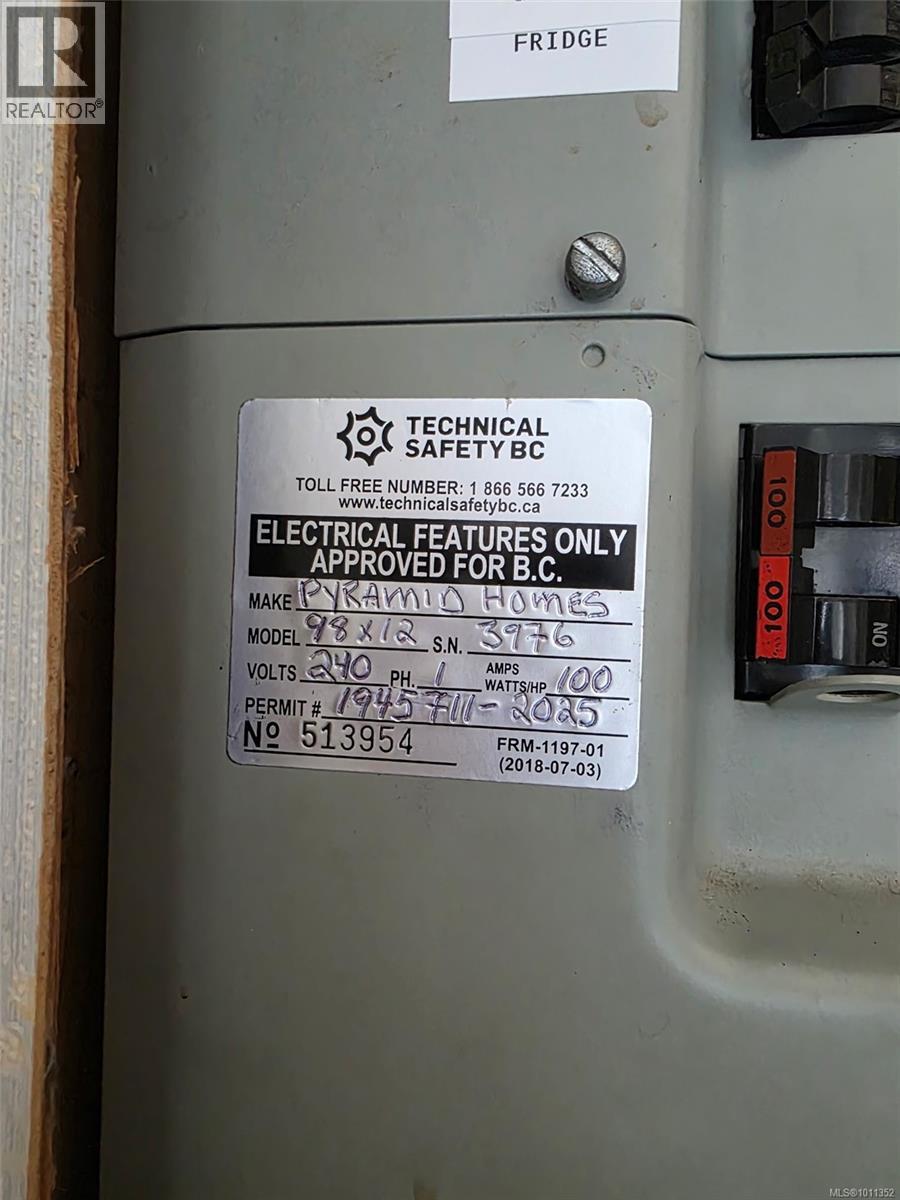 REALTOR®
FRIDGE
TECHNICAL
SAFETY BC
TOLL FREE NUMBER: 1 866 566 7233
www.technicalsafetybc.ca
ELECTRICAL FEATURES ONLY
APPROVED FOR B.C.
MAKE PYRAMID HOMES
MODEL 98x12 S.N. 3976
VOLTS 240 PH. 1 AMPS WATTS/HP 100
PERMIT # 1945711-2025
Nº 513954
FRM-1197-01
(2018-07-03)
100
100
ON
MLS®1011352